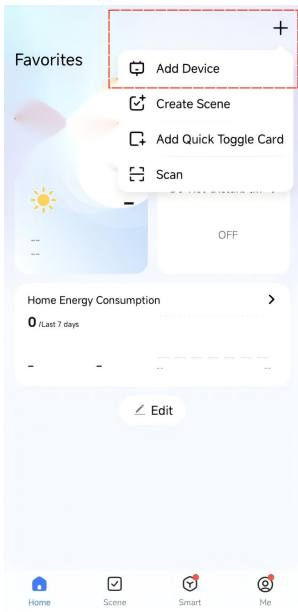 Favorites
Add Device
Create Scene
Add Quick Toggle Card
Scan
--
--
OFF
Home Energy Consumption
0 /Last 7 days
-
-
--
--
Edit
Home
Scene
Smart
Me